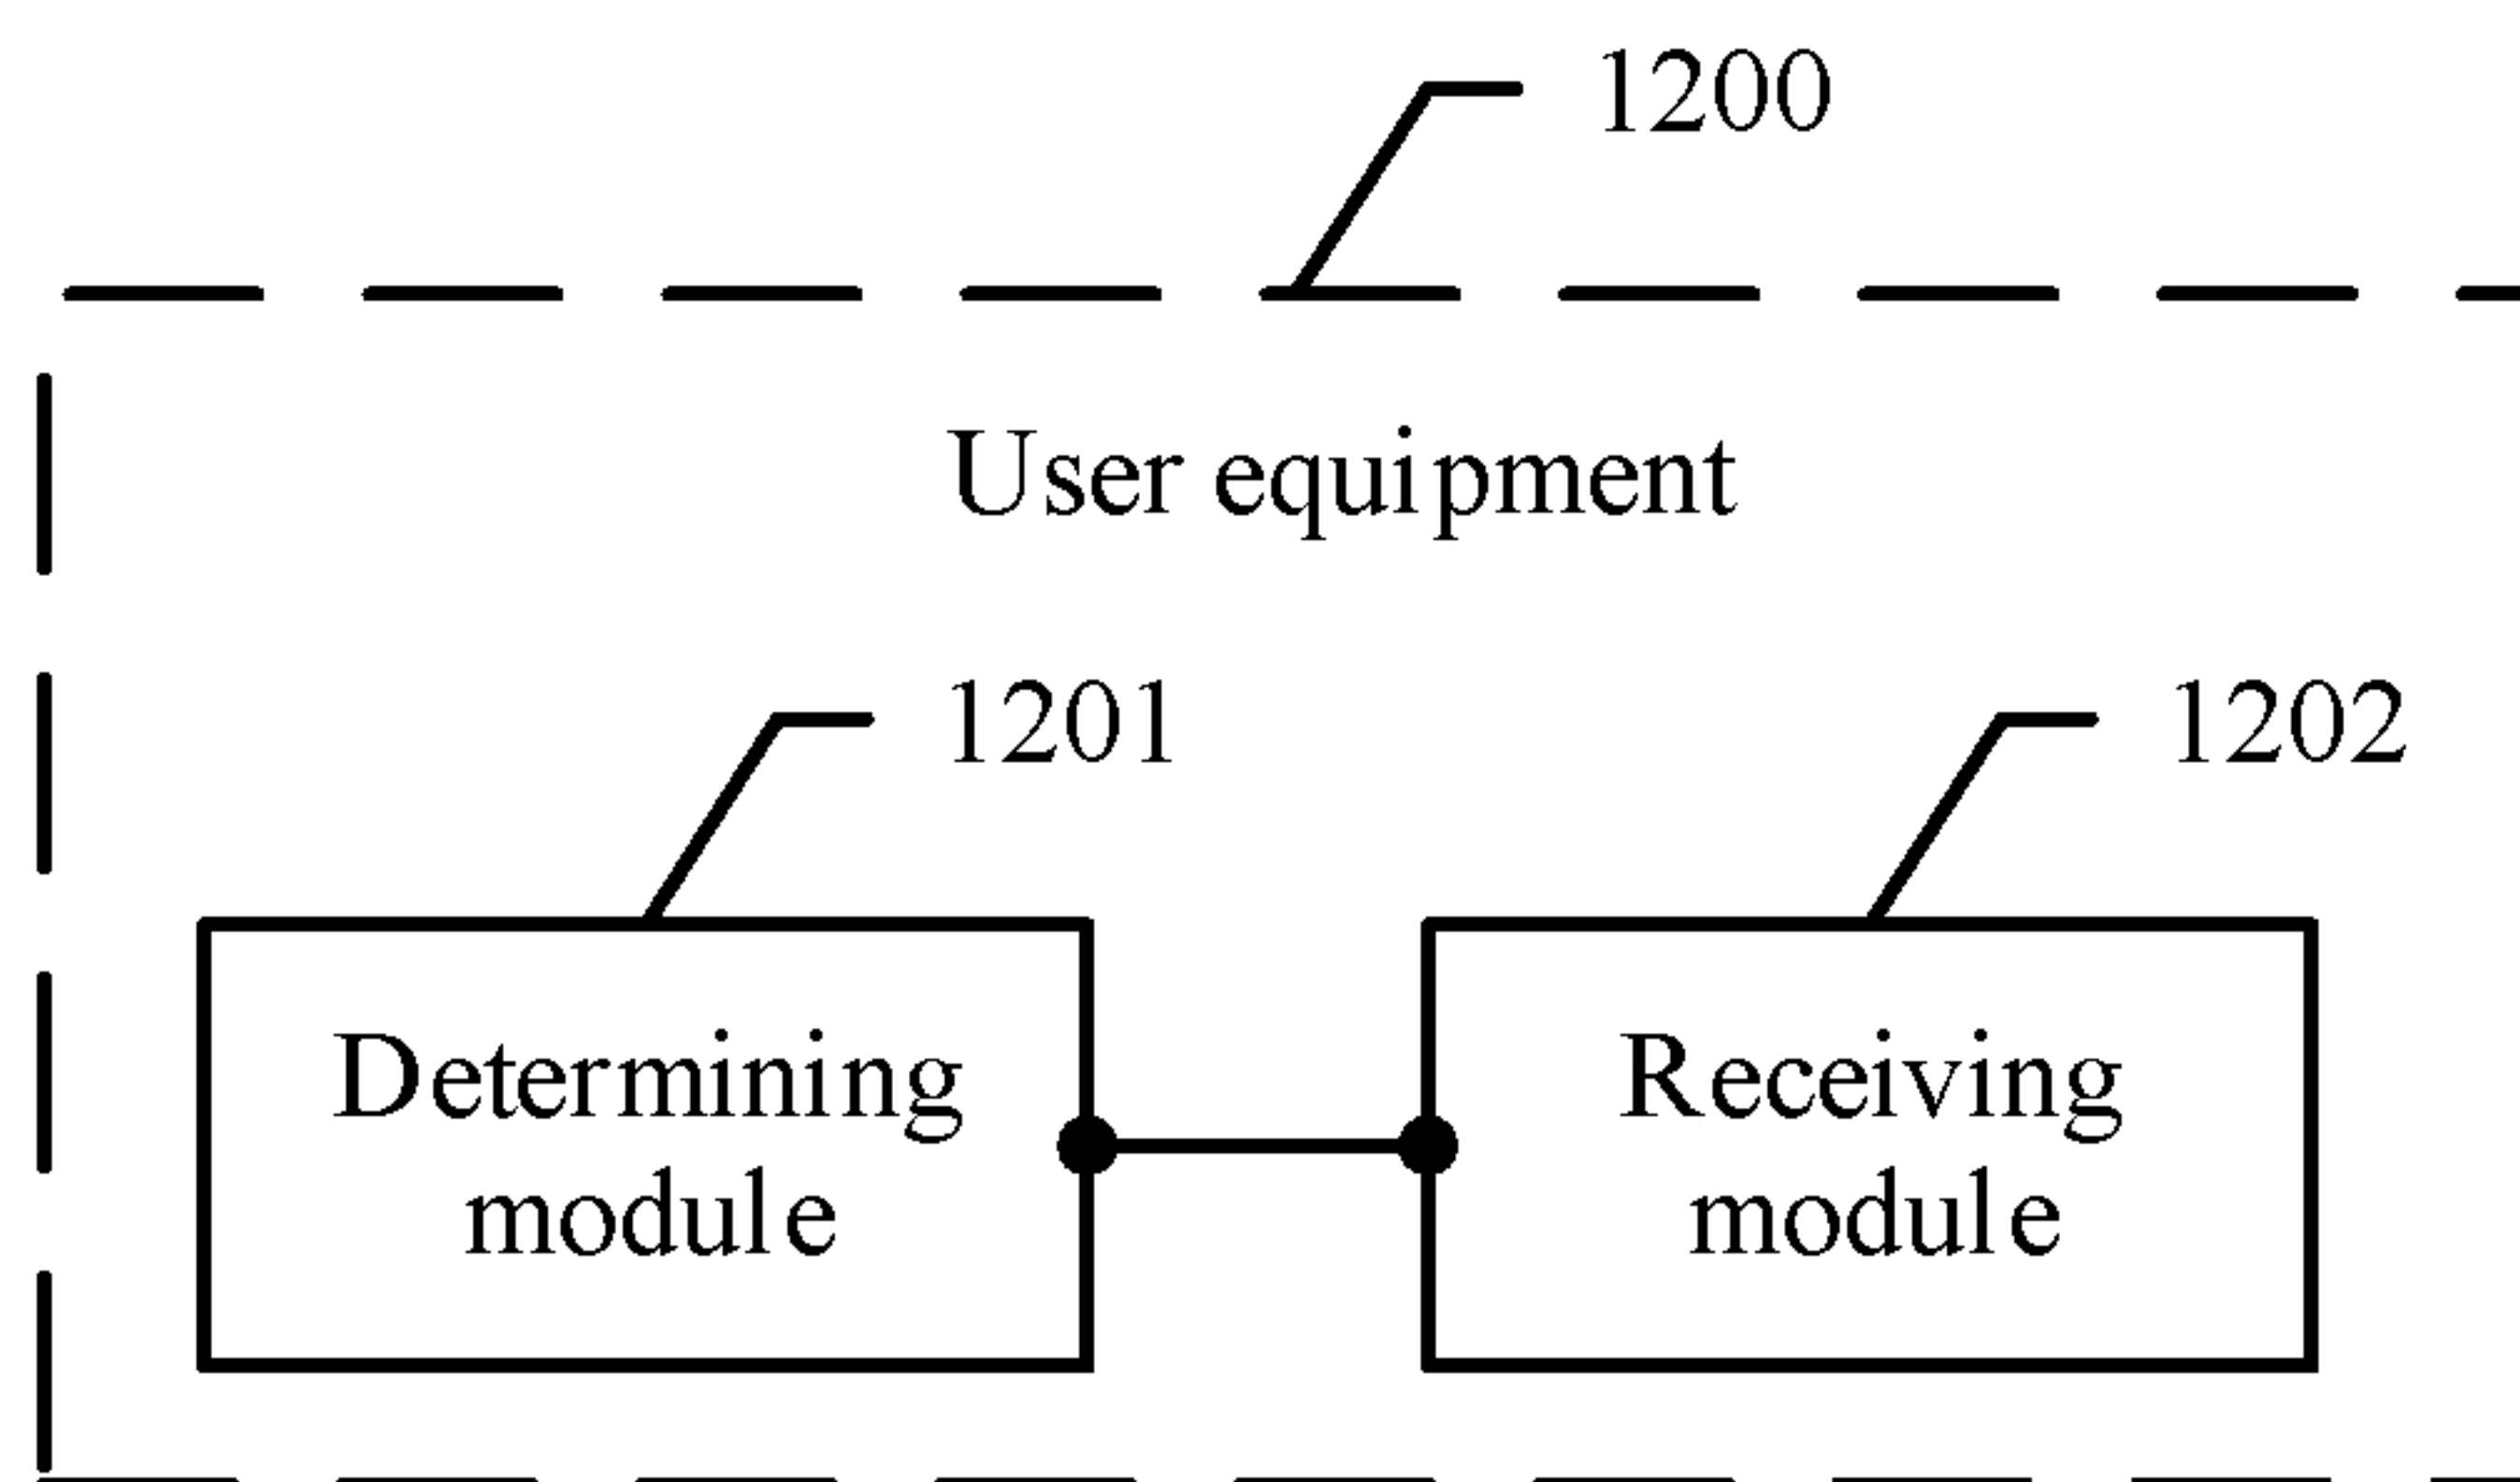 1200
User equipment
1201
1202
Determining
module
Receiving
module